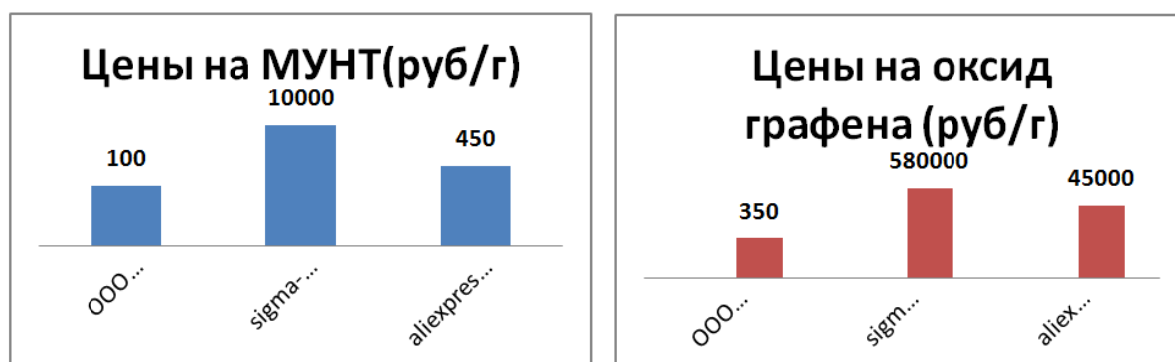 Цены на МУНТ(руб/г)
10000
450
100
ООО...
sigma-...
aliexpres...
Цены на оксид
графена (руб/г)
580000
45000
350
ООО...
sigm...
aliex...